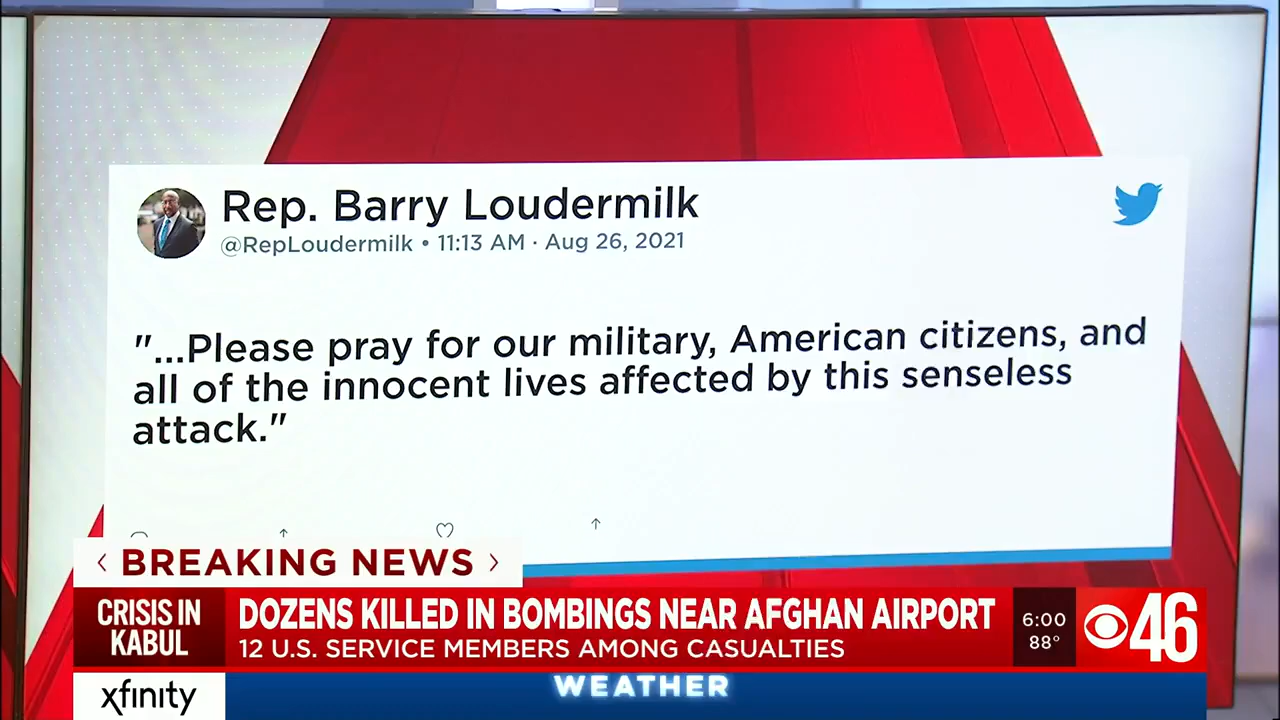 Rep. Barry Loudermilk
@RepLoudermilk • 11:13 AM · Aug 26, 2021
"...Please pray for our military, American citizens, and
all of the innocent lives affected by this senseless
attack."
‹ BREAKING NEWS ›
CRISIS IN
KABUL
DOZENS KILLED IN BOMBINGS NEAR AFGHAN AIRPORT
12 U.S. SERVICE MEMBERS AMONG CASUALTIES
6:00
88°
46
xfinity
WEATHER